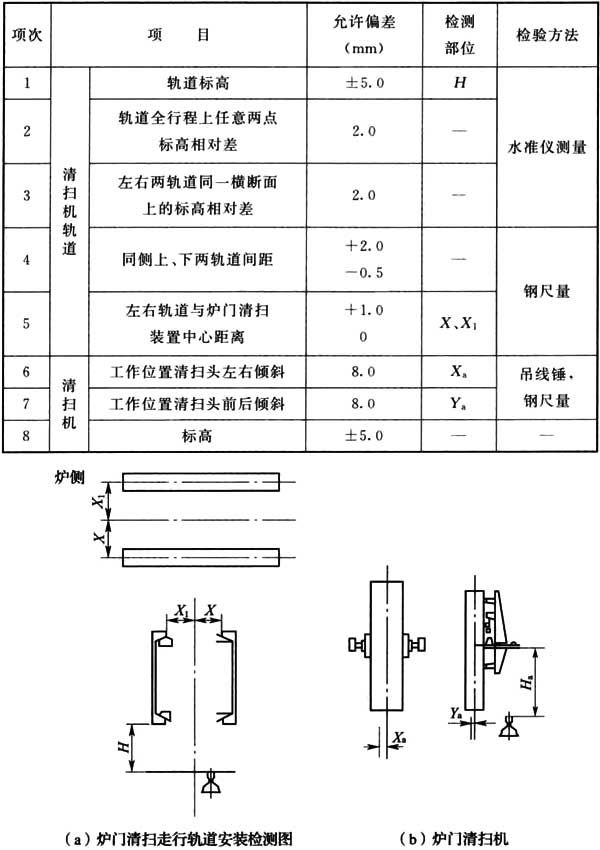 项次 项 目 允许偏差（mm） 检测部位 检验方法
1 清扫机轨道 轨道标高 ±5.0 H 水准仪测量
2 轨道全行程上任意两点
标高相对差 2.0 —
3 左右两轨道同一横断面
上的标高相对差 2.0 —
4 同侧上、下两轨道间距 +2.0
−0.5 — 钢尺量
5 左右轨道与炉门清扫
装置中心距离 +1.0
0 X、X1
6 清扫机 工作位置清扫头左右倾斜 8.0 Xa 吊线锤，
钢尺量
7 工作位置清扫头前后倾斜 8.0 Ya
8 标高 ±5.0 — —
炉侧
X1
X
X1 X
H
Xa
Ya
Ha
（a）炉门清扫走行轨道安装检测图
（b）炉门清扫机